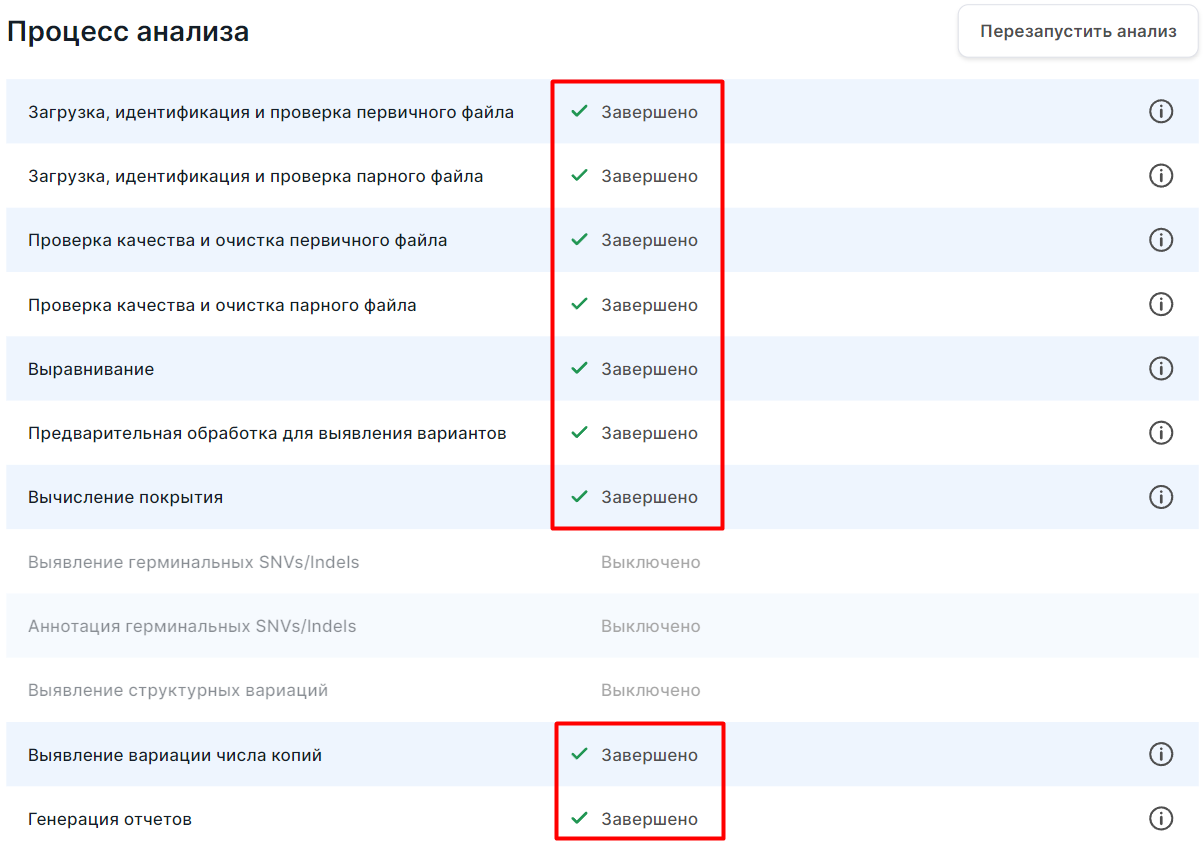 Процесс анализа
Перезапустить анализ
Загрузка, идентификация и проверка первичного файла Завершено
Загрузка, идентификация и проверка парного файла Завершено
Проверка качества и очистка первичного файла Завершено
Проверка качества и очистка парного файла Завершено
Выравнивание Завершено
Предварительная обработка для выявления вариантов Завершено
Вычисление покрытия Завершено
Выявление герминальных SNVs/Indels Выключено
Аннотация герминальных SNVs/Indels Выключено
Выявление структурных вариаций Выключено
Выявление вариации числа копий Завершено
Генерация отчетов Завершено